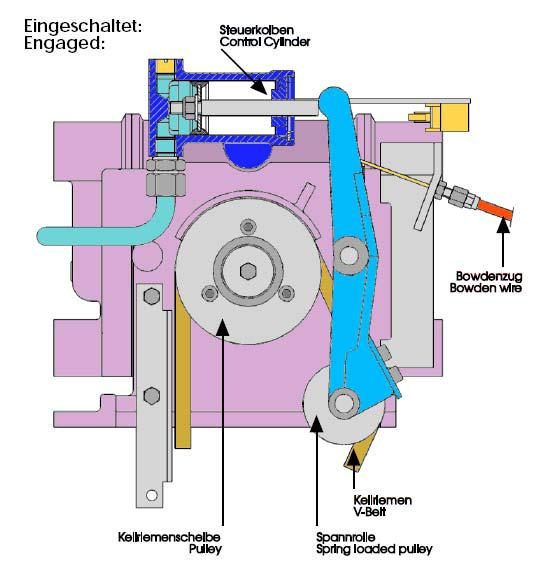 Eingeschaltet:
Engaged:
Steuerkolben
Control Cylinder
Bowdenzug
Bowden wire
Keilriemen
V-Belt
Keilriemenscheibe
Pulley
Spannrolle
Spring loaded pulley